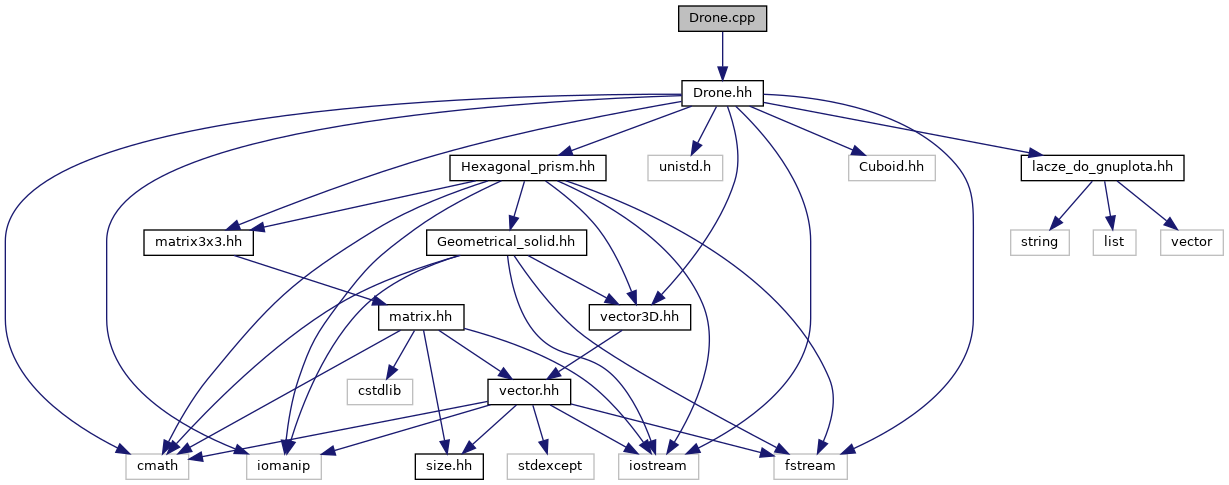 Drone.cpp
Drone.hh
Hexagonal_prism.hh
unistd.h
Cuboid.hh
lacze_do_gnuplota.hh
matrix3x3.hh
Geometrical_solid.hh
string
list
vector
matrix.hh
vector3D.hh
cstdlib
vector.hh
cmath
iomanip
size.hh
stdexcept
iostream
fstream